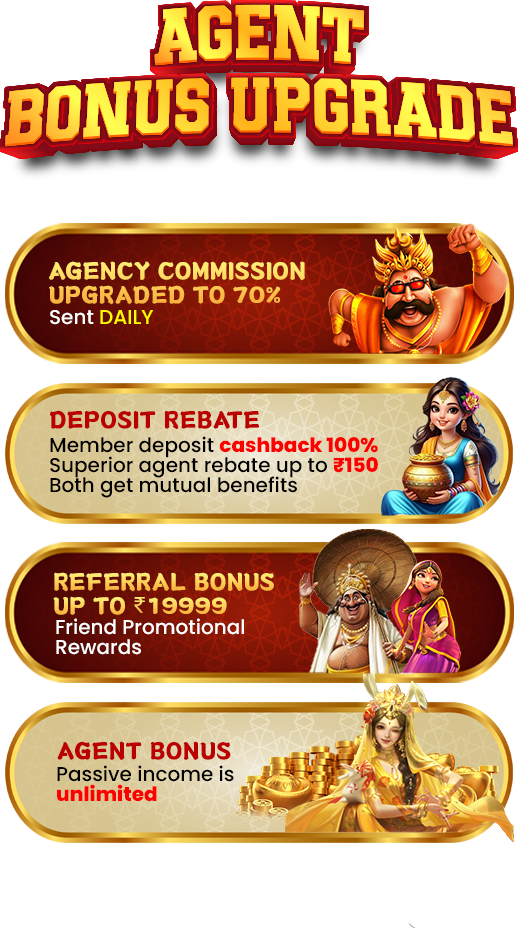 AGENT
BONUS UPGRADE
AGENCY COMMISSION
UPGRADED TO 70%
Sent DAILY
DEPOSIT REBATE
Member deposit cashback 100%
Superior agent rebate up to ₹150
Both get mutual benefits
REFERRAL BONUS
UP TO ₹19999
Friend Promotional
Rewards
AGENT BONUS
Passive income is
unlimited